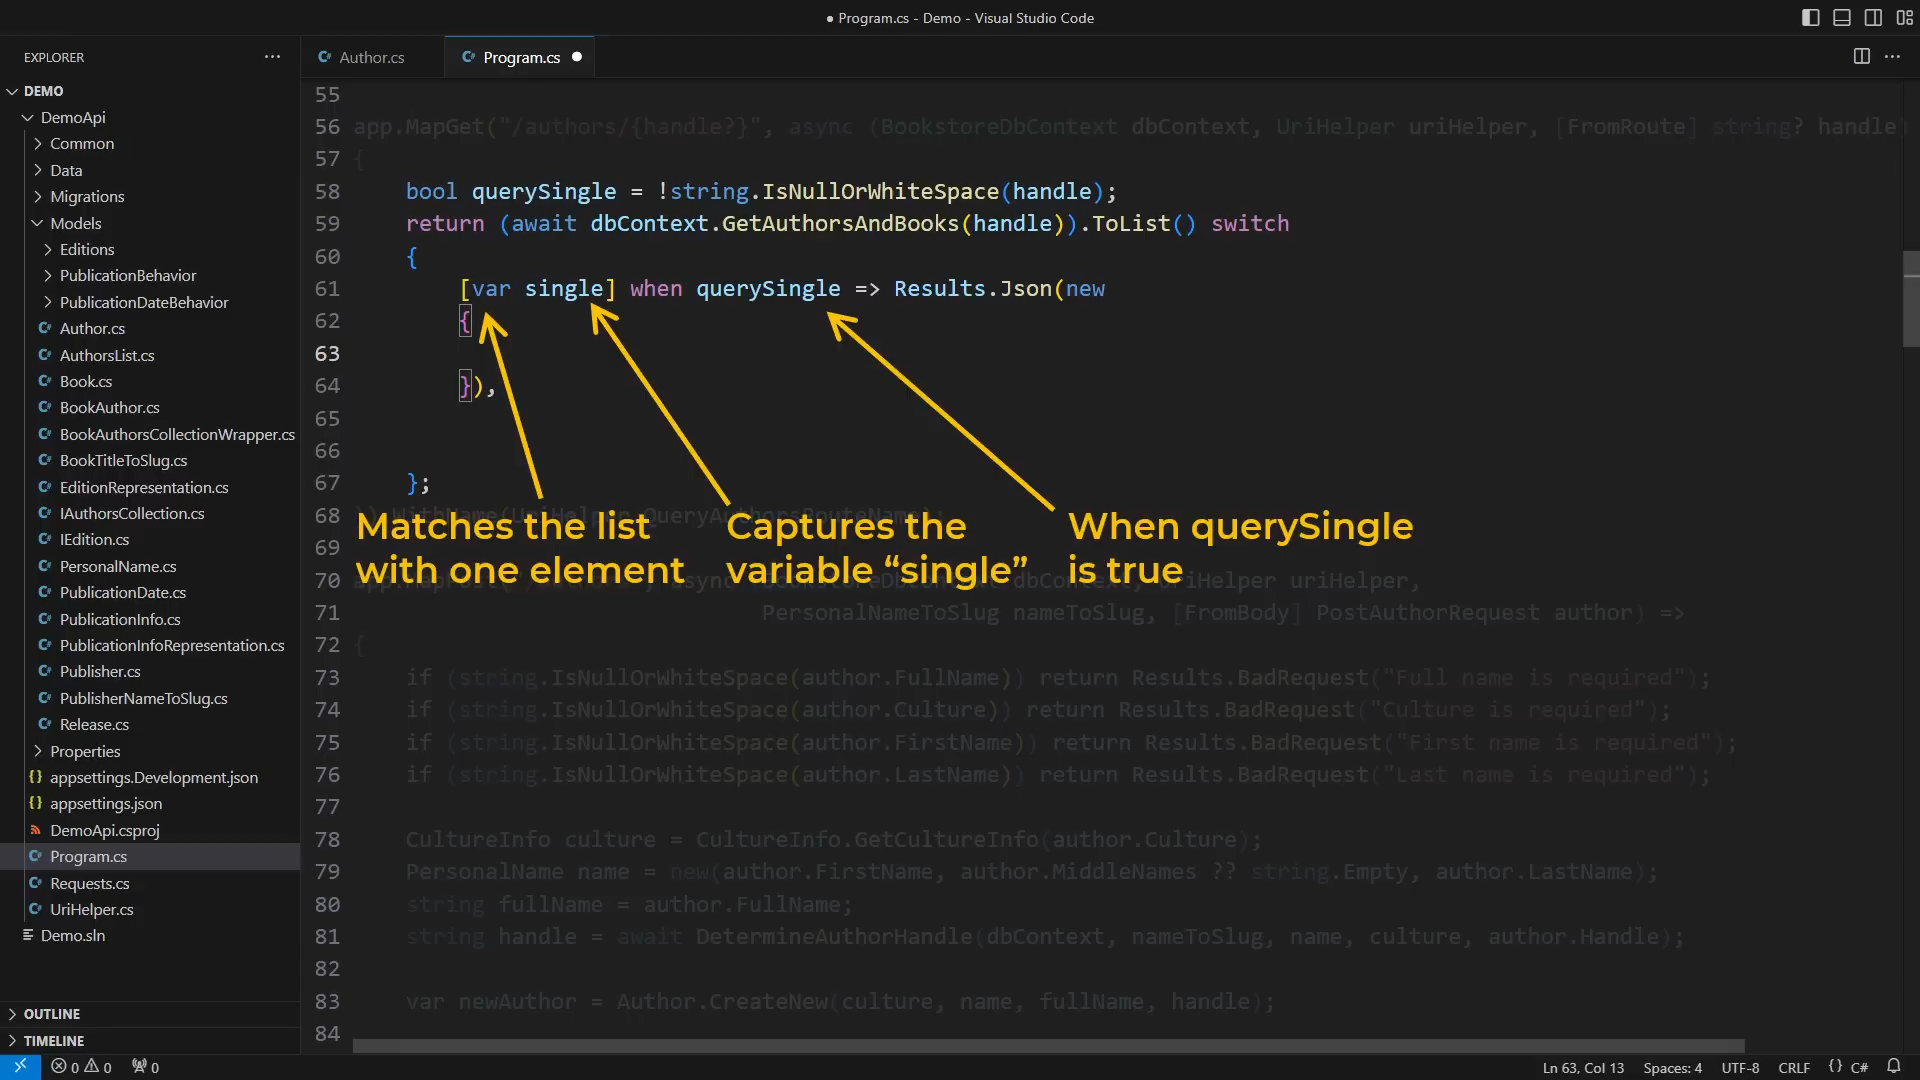 ● Program.cs - Demo - Visual Studio Code
EXPLORER
DEMO
DemoApi
Common
Data
Migrations
Models
Editions
PublicationBehavior
PublicationDateBehavior
Author.cs
AuthorsList.cs
Book.cs
BookAuthor.cs
BookAuthorsCollectionWrapper.cs
BookTitleToSlug.cs
EditionRepresentation.cs
IAuthorsCollection.cs
IEdition.cs
PersonalName.cs
PublicationDate.cs
PublicationInfo.cs
PublicationInfoRepresentation.cs
Publisher.cs
PublisherNameToSlug.cs
Release.cs
Properties
appsettings.Development.json
appsettings.json
DemoApi.csproj
Program.cs
Requests.cs
UriHelper.cs
Demo.sln
OUTLINE
TIMELINE
Author.cs
Program.cs
55
56 app.MapGet("/authors/{handle?}", async (BookstoreDbContext dbContext, UriHelper uriHelper, [FromRoute] string? handle)
57 {
58 bool querySingle = !string.IsNullOrWhiteSpace(handle);
59 return (await dbContext.GetAuthorsAndBooks(handle)).ToList() switch
60 {
61 [var single] when querySingle => Results.Json(new
62 {
63
64 }),
65
66
67 };
68 }).WithName(UriHelper.QueryAuthorsRouteName);
Matches the list
with one element
Captures the
variable “single”
When querySingle
is true
69
70 dbContext, UriHelper uriHelper,
71 PersonalNameToSlug nameToSlug, [FromBody] PostAuthorRequest author) =>
72 {
73 if (string.IsNullOrWhiteSpace(author.FullName)) return Results.BadRequest("Full name is required");
74 if (string.IsNullOrWhiteSpace(author.Culture)) return Results.BadRequest("Culture is required");
75 if (string.IsNullOrWhiteSpace(author.FirstName)) return Results.BadRequest("First name is required");
76 if (string.IsNullOrWhiteSpace(author.LastName)) return Results.BadRequest("Last name is required");
77
78 CultureInfo culture = CultureInfo.GetCultureInfo(author.Culture);
79 PersonalName name = new(author.FirstName, author.MiddleNames ?? string.Empty, author.LastName);
80 string fullName = author.FullName;
81 string handle = await DetermineAuthorHandle(dbContext, nameToSlug, name, culture, author.Handle);
82
83 var newAuthor = Author.CreateNew(culture, name, fullName, handle);
84
0 0 0
Ln 63, Col 13 Spaces: 4 UTF-8 CRLF {} C#